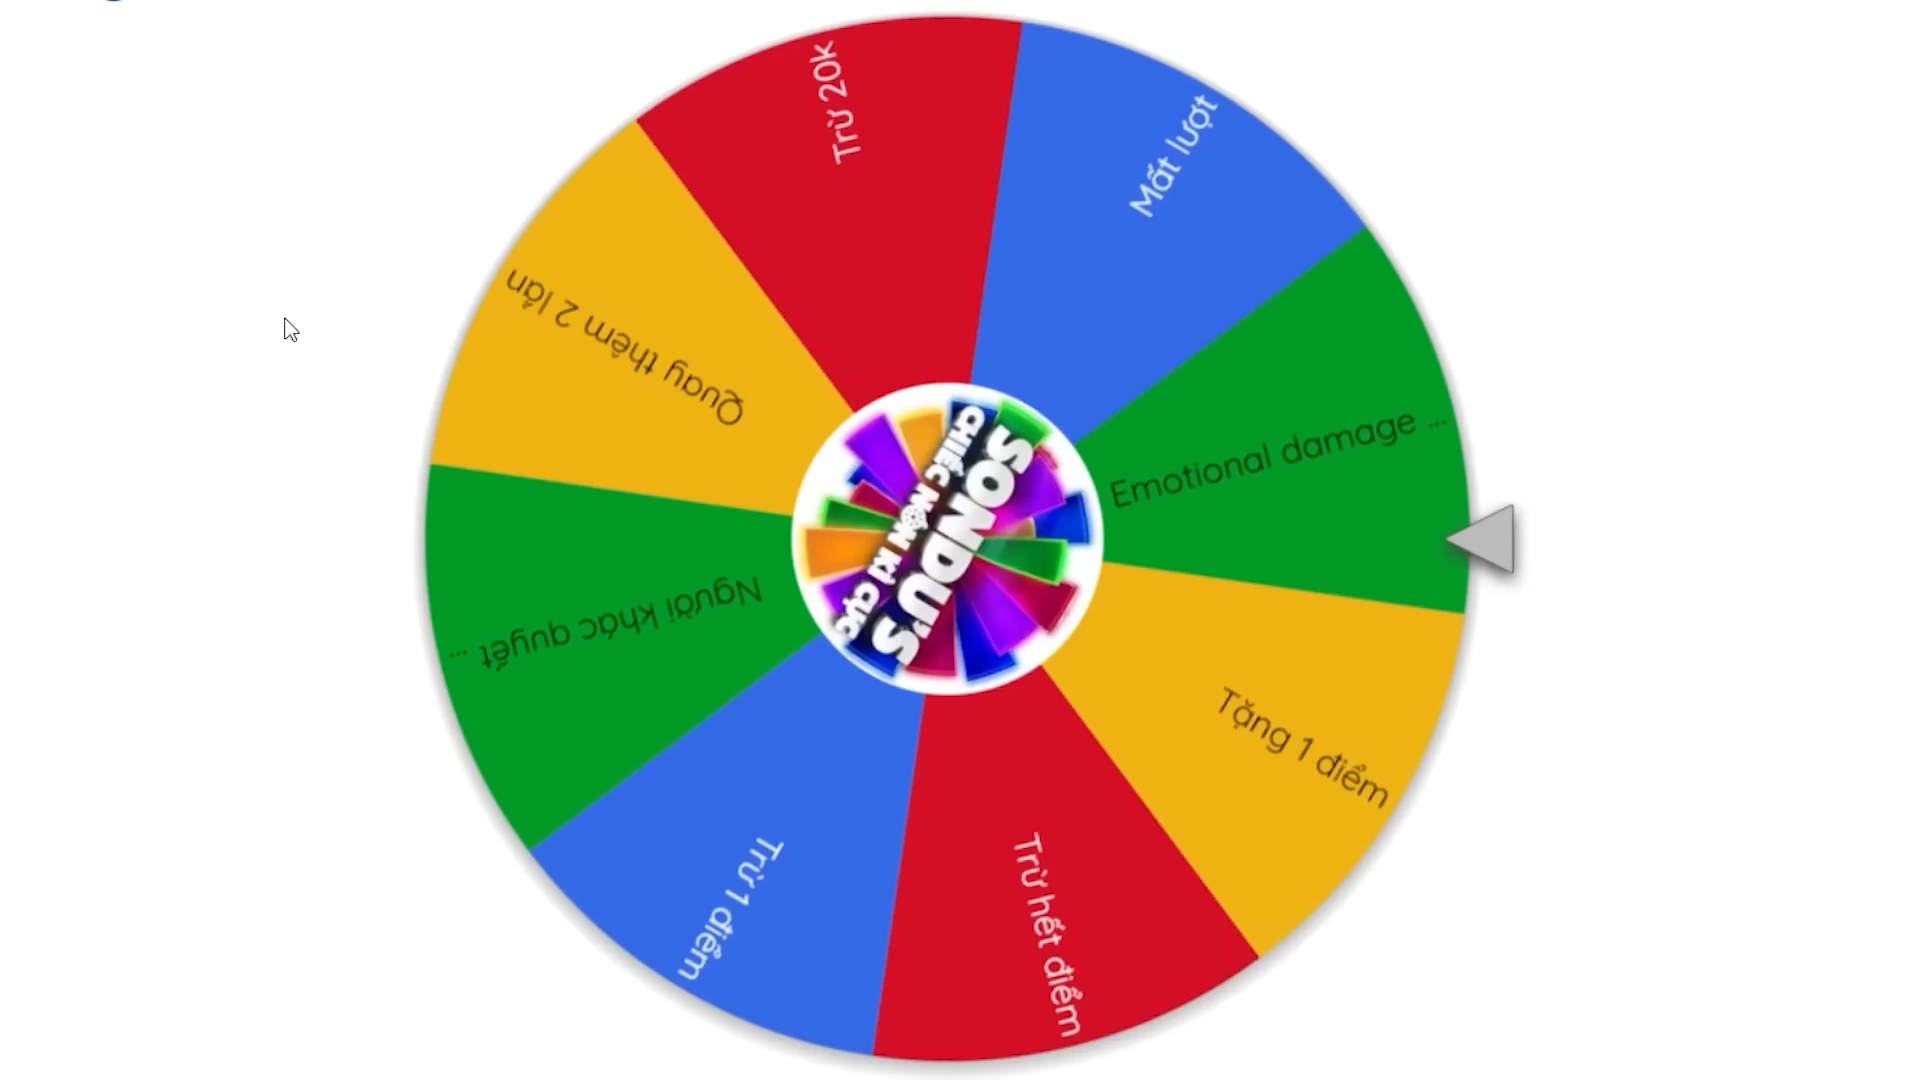 Trừ 20k
Mất lượt
Quay thêm 2 lần
Emotional damage ...
SONDU'S
CHIẾC NÓN KÌ CỤC
Người khác quyết ...
Tặng 1 điểm
Trừ 1 điểm
Trừ hết điểm